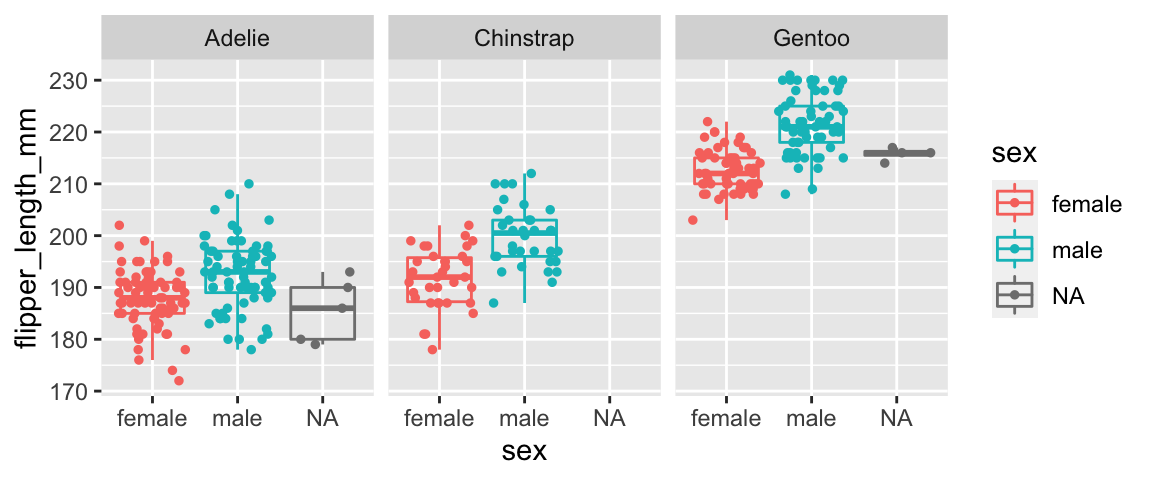 Adelie Chinstrap Gentoo
230
220
210
200
190
180
170
flipper_length_mm
female male NA female male NA female male NA
sex
sex
female
male
NA